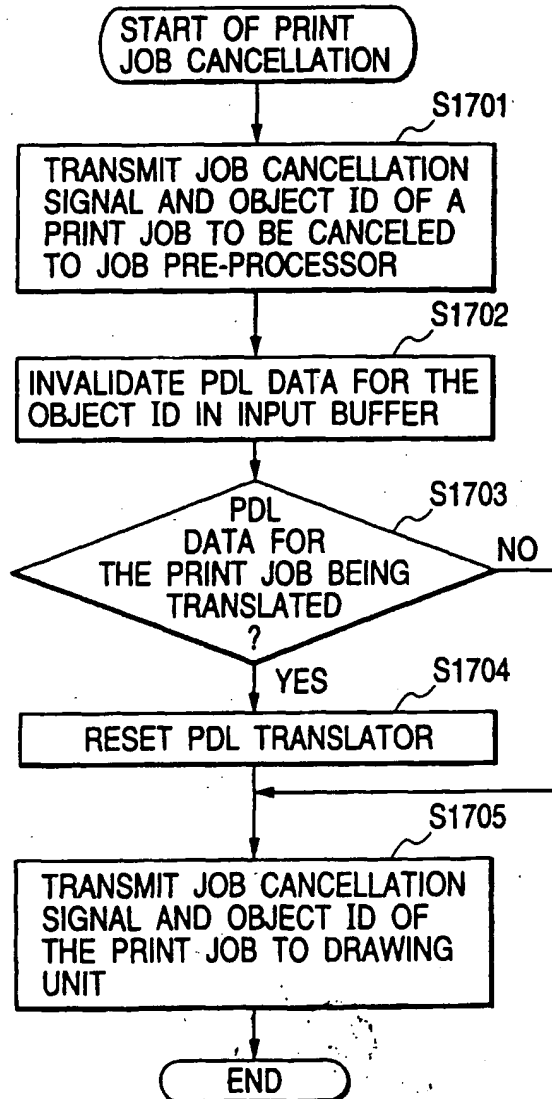 START OF PRINT
JOB CANCELLATION
S1701
TRANSMIT JOB CANCELLATION
SIGNAL AND OBJECT ID OF A
PRINT JOB TO BE CANCELED
TO JOB PRE-PROCESSOR
S1702
INVALIDATE PDL DATA FOR THE
OBJECT ID IN INPUT BUFFER
S1703
PDL
DATA FOR
THE PRINT JOB BEING
TRANSLATED
?
NO
YES
S1704
RESET PDL TRANSLATOR
S1705
TRANSMIT JOB CANCELLATION
SIGNAL AND OBJECT ID OF
THE PRINT JOB TO DRAWING
UNIT
END